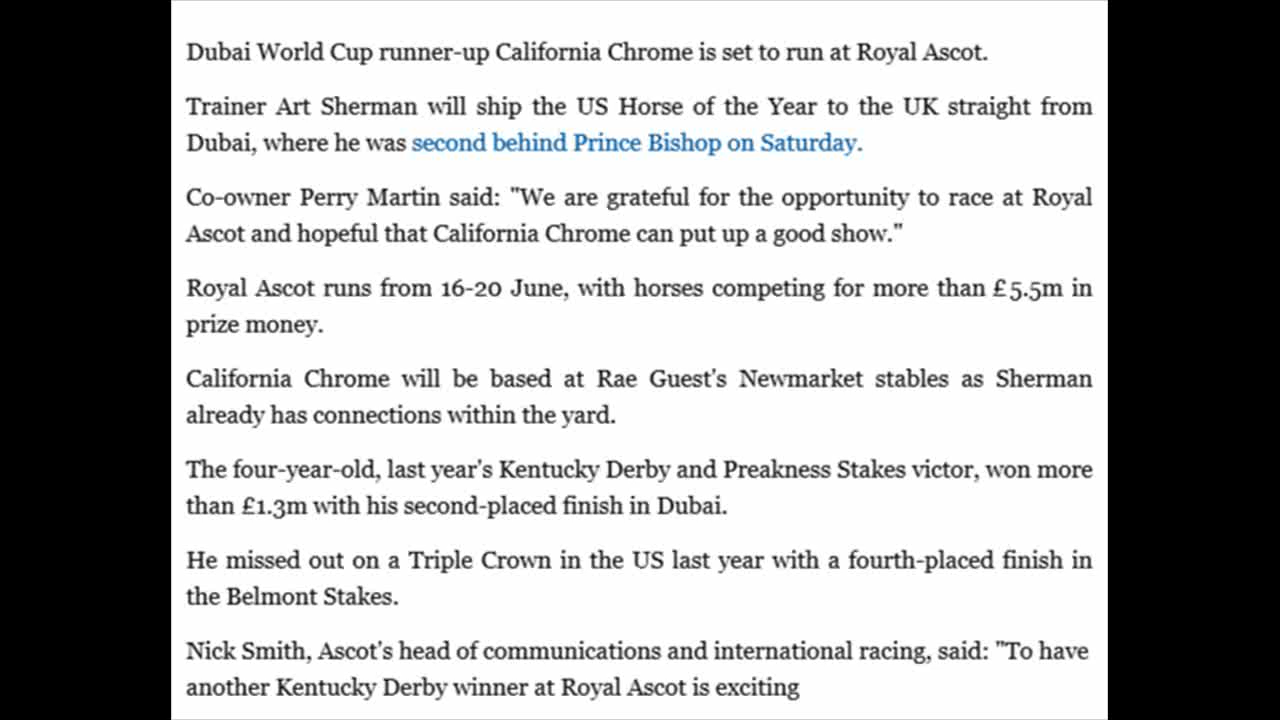 Dubai World Cup runner-up California Chrome is set to run at Royal Ascot.
Trainer Art Sherman will ship the US Horse of the Year to the UK straight from
Dubai, where he was second behind Prince Bishop on Saturday.
Co-owner Perry Martin said: "We are grateful for the opportunity to race at Royal
Ascot and hopeful that California Chrome can put up a good show."
Royal Ascot runs from 16-20 June, with horses competing for more than £5.5m in
prize money.
California Chrome will be based at Rae Guest's Newmarket stables as Sherman
already has connections within the yard.
The four-year-old, last year's Kentucky Derby and Preakness Stakes victor, won more
than £1.3m with his second-placed finish in Dubai.
He missed out on a Triple Crown in the US last year with a fourth-placed finish in
the Belmont Stakes.
Nick Smith, Ascot's head of communications and international racing, said: "To have
another Kentucky Derby winner at Royal Ascot is exciting